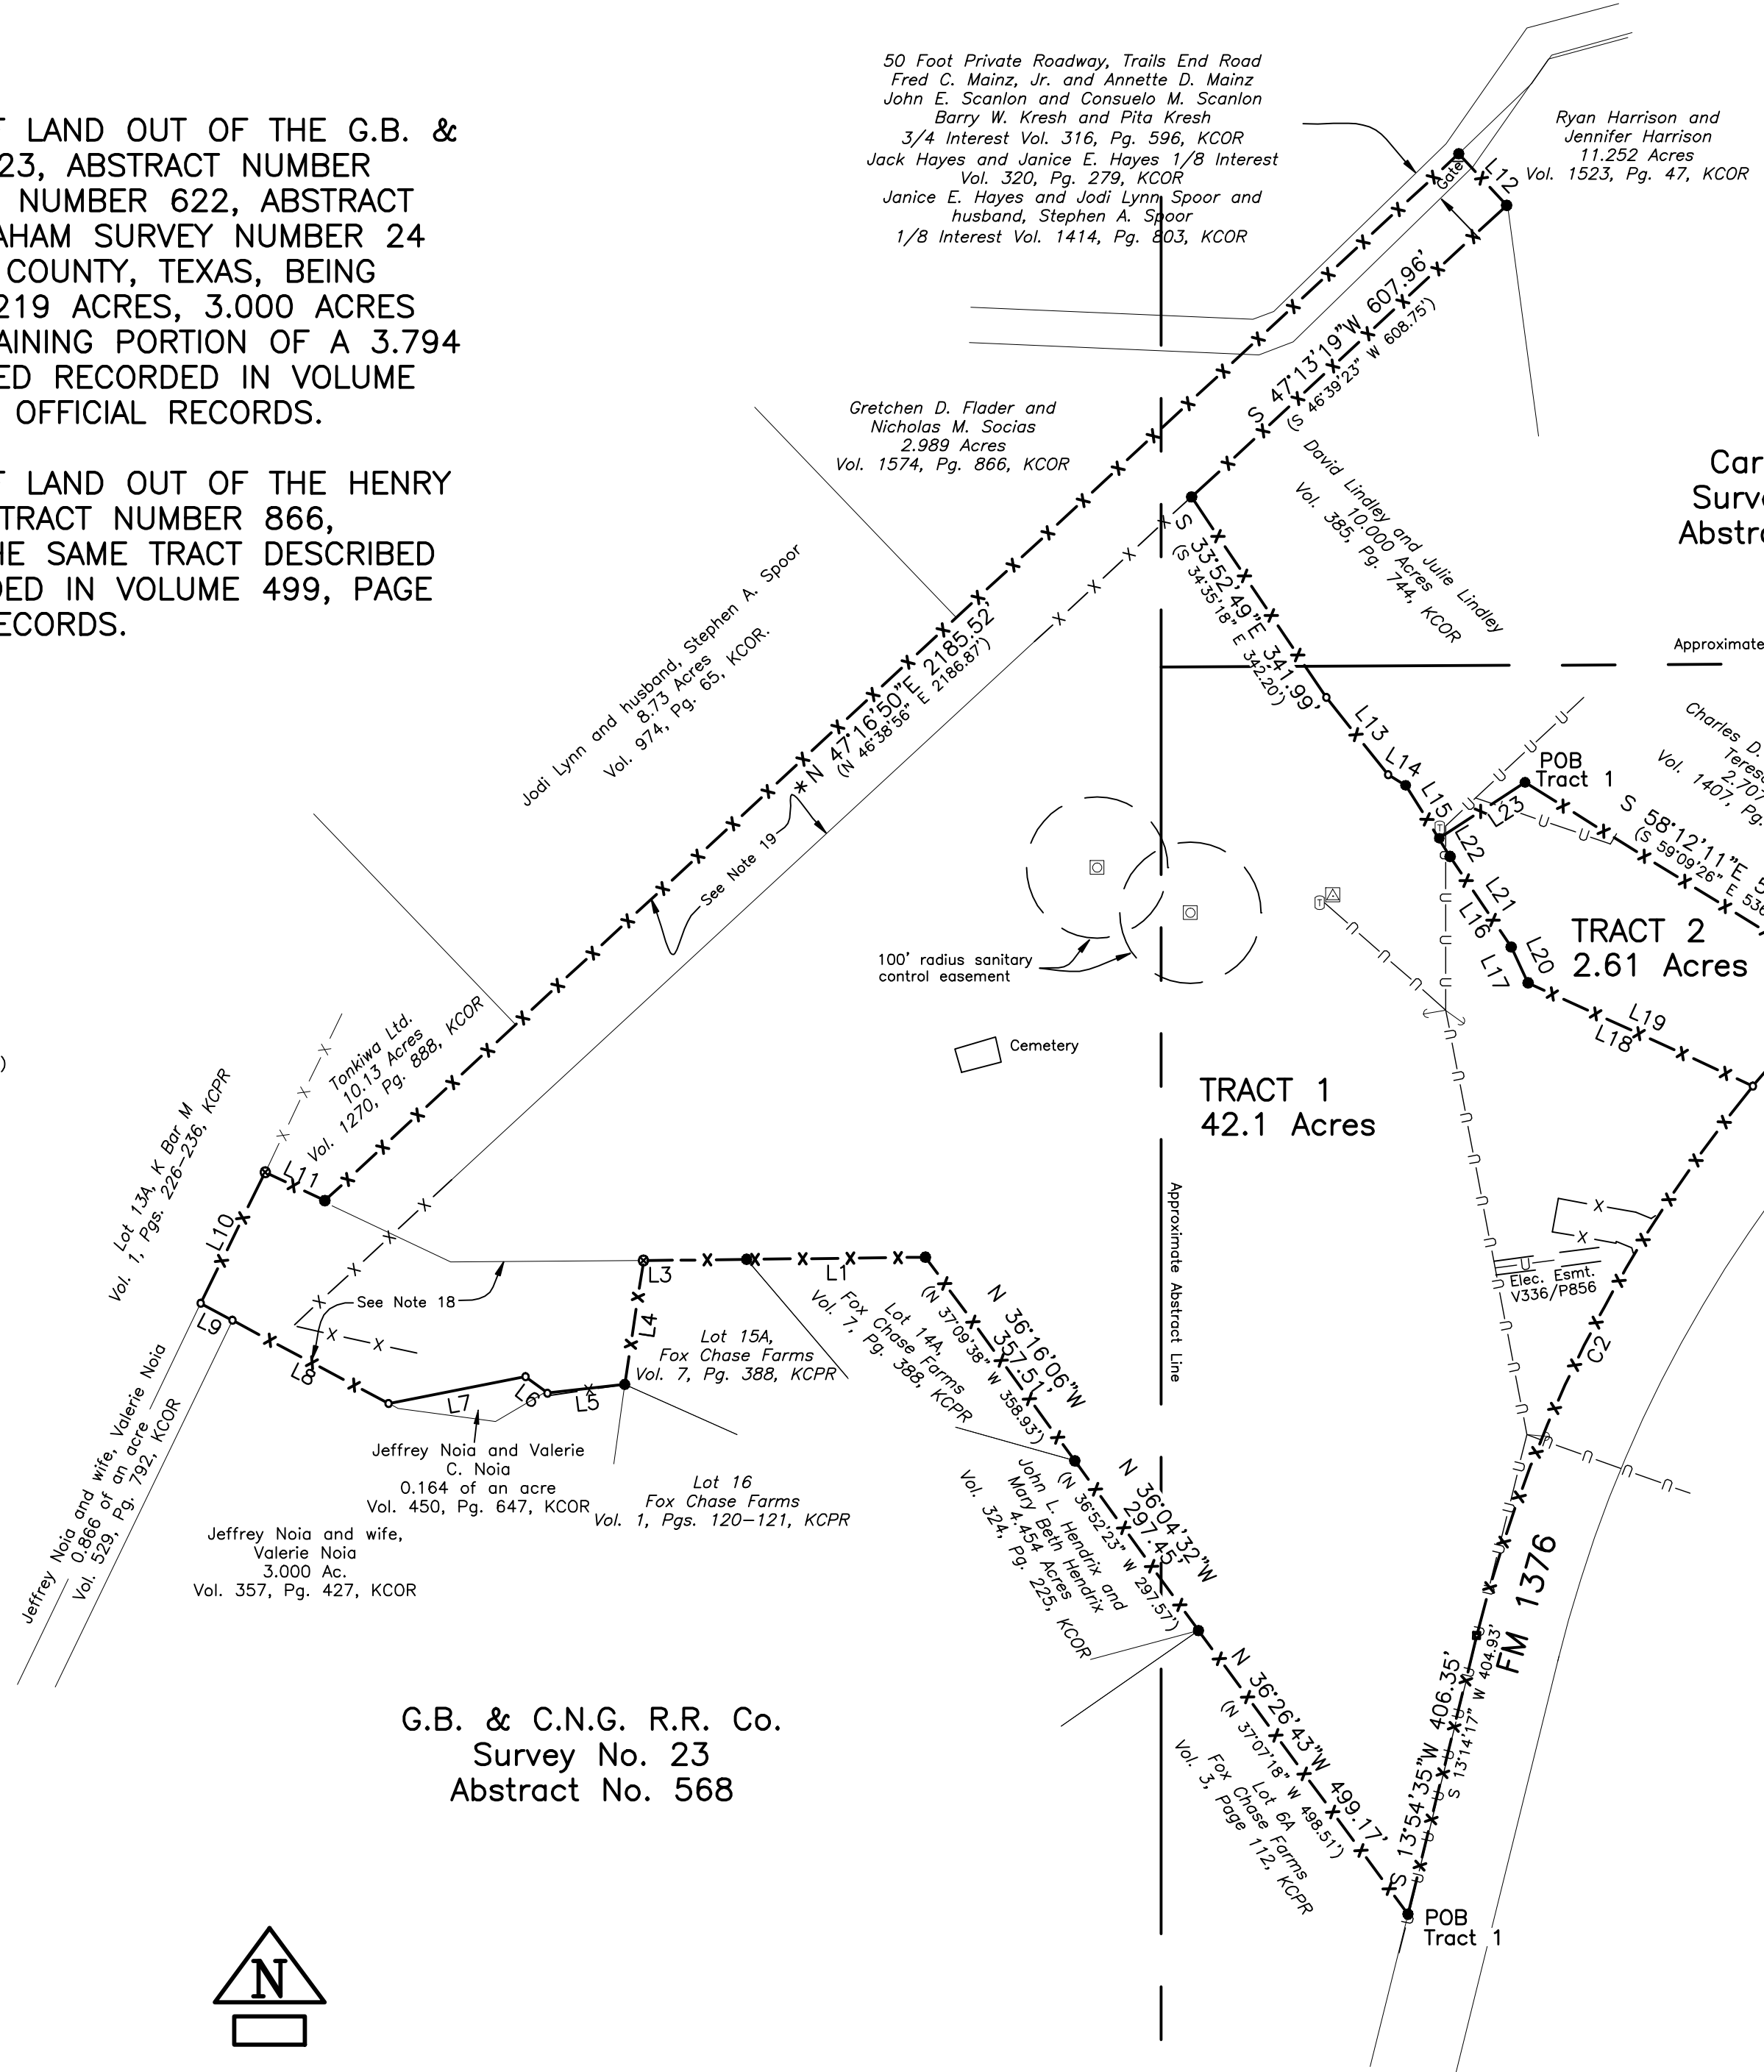 T LAND OUT OF THE G.B. &
23, ABSTRACT NUMBER
NUMBER 622, ABSTRACT
AHAM SURVEY NUMBER 24
COUNTY, TEXAS, BEING
219 ACRES, 3.000 ACRES
AINING PORTION OF A 3.794
ED RECORDED IN VOLUME
OFFICIAL RECORDS.
T LAND OUT OF THE HENRY
TRACT NUMBER 866,
HE SAME TRACT DESCRIBED
DED IN VOLUME 499, PAGE
ECORDS.
50 Foot Private Roadway, Trails End Road
Fred C. Mainz, Jr. and Annette D. Mainz
John E. Scanlon and Consuelo M. Scanlon
Barry W. Kresh and Pita Kresh
3/4 Interest Vol. 316, Pg. 596, KCOR
Jack Hayes and Janice E. Hayes 1/8 Interest
Vol. 320, Pg. 279, KCOR
Janice E. Hayes and Jodi Lynn Spoor and
husband, Stephen A. Spoor
1/8 Interest Vol. 1414, Pg. 803, KCOR
Ryan Harrison and
Jennifer Harrison
11.252 Acres
Vol. 1523, Pg. 47, KCOR
Gate
L12
S 47°13'19"W 607.96'
(S 46°39'23" W 608.75')
Gretchen D. Flader and
Nicholas M. Socias
2.989 Acres
Vol. 1574, Pg. 866, KCOR
David Lindley and Julie Lindley
10.000 Acres
Vol. 385, Pg. 744, KCOR
Car
Surve
Abstra
S 33°52'49"E 341.99'
(S 34°35'18" E 342.20')
Approximate
Jodi Lynn and husband, Stephen A. Spoor
8.73 Acres
Vol. 974, Pg. 65, KCOR.
*N 47°16'50"E 2185.52'
(N 46°38'56" E 2186.87')
See Note 19
L13
L14
L15
POB
Tract 1
L23
L22
L21
L16
L20
L17
L19
L18
Charles D.
Teres
2.707
Vol. 1407, Pg.
S 58°12'11"E 5
(S 59°09'26" E 536
TRACT 2
2.61 Acres
100' radius sanitary
control easement
Cemetery
TRACT 1
42.1 Acres
Approximate Abstract Line
Tonkiwa Ltd.
10.13 Acres
Vol. 1270, Pg. 888, KCOR
Lot 13A, K Bar M
Vol. 1, Pgs. 226-236, KCPR
L11
L10
L9
L8
See Note 18
L7
L6
L5
L4
L3
L1
Lot 15A,
Fox Chase Farms
Vol. 7, Pg. 388, KCPR
Lot 14A,
Fox Chase Farms
Vol. 7, Pg. 388, KCPR
N 36°16'06"W
357.51'
(N 37°09'38" W 358.93')
Elec. Esmt.
V336/P856
C2
Jeffrey Noia and wife, Valerie Noia
0.866 of an acre
Vol. 529, Pg. 792, KCOR
Jeffrey Noia and Valerie
C. Noia
0.164 of an acre
Vol. 450, Pg. 647, KCOR
Lot 16
Fox Chase Farms
Vol. 1, Pgs. 120-121, KCPR
Jeffrey Noia and wife,
Valerie Noia
3.000 Ac.
Vol. 357, Pg. 427, KCOR
N 36°04'32"W
297.45'
(N 36°52'23" W 297.57')
John L. Hendrix and
Mary Beth Hendrix
4.454 Acres
Vol. 324, Pg. 225, KCOR
FM 1376
S 13°54'35"W 406.35'
S 13°14'17" W 404.93'
N 36°26'43"W 499.17'
(N 37°07'18" W 498.51')
Lot 6A
Fox Chase Farms
Vol. 3, Page 112, KCPR
G.B. & C.N.G. R.R. Co.
Survey No. 23
Abstract No. 568
POB
Tract 1
N